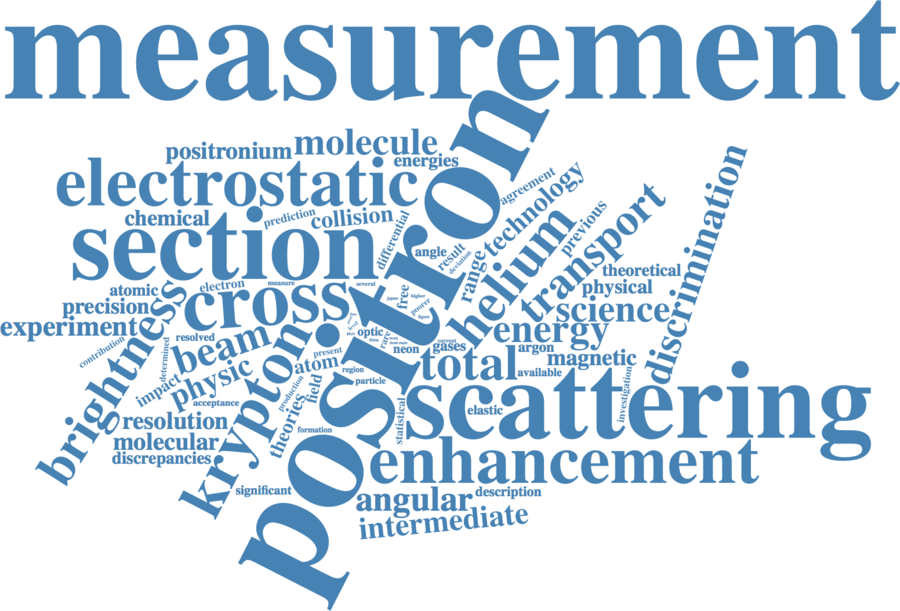 measurement
positron
molecule
positronium
energies
electrostatic
agreement
technology
chemical
prediction
collision
differential
section
angle
result
deviation
range
helium
previous
transport
discrimination
theoretical
physical
science
energy
atomic
electron
measure
several
free
higher
poorer
precision
cross
experiment
brightness
contribution
determined
resolved
beam
optic
rare
time
neon
current
gases
argon
magnetic
available
total
krypton
present
atom
region
particle
impact
physic
acceptance
production
field
theories
formation
statistical
elastic
investigation
scattering
resolution
molecular
discrepancies
enhancement
significant
angular
description
intermediate